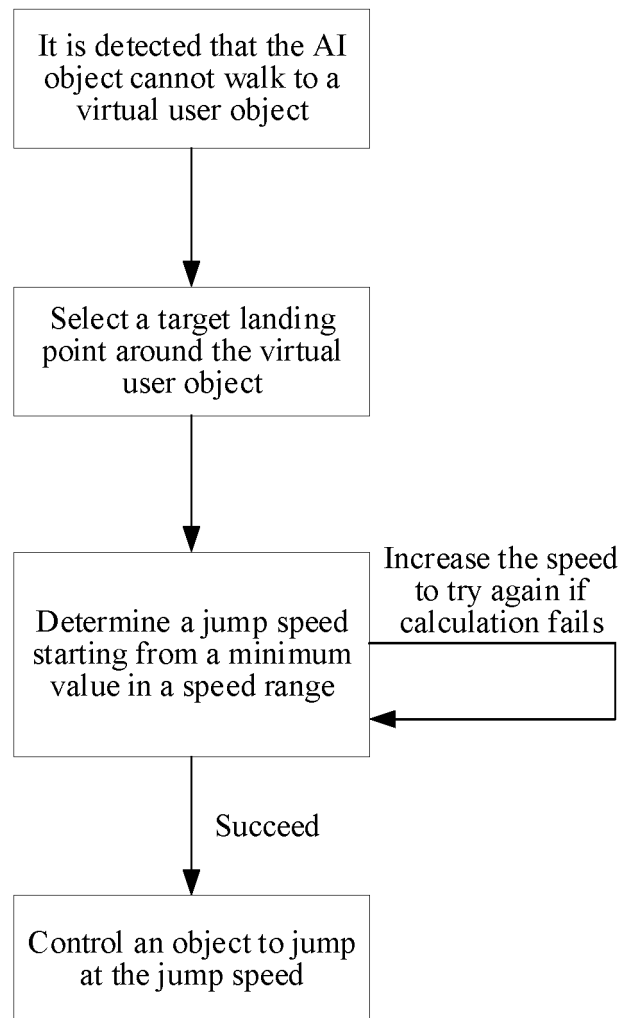 It is detected that the AI
object cannot walk to a
virtual user object
Select a target landing
point around the virtual
user object
Increase the speed
to try again if
calculation fails
Determine a jump speed
starting from a minimum
value in a speed range
Succeed
Control an object to jump
at the jump speed